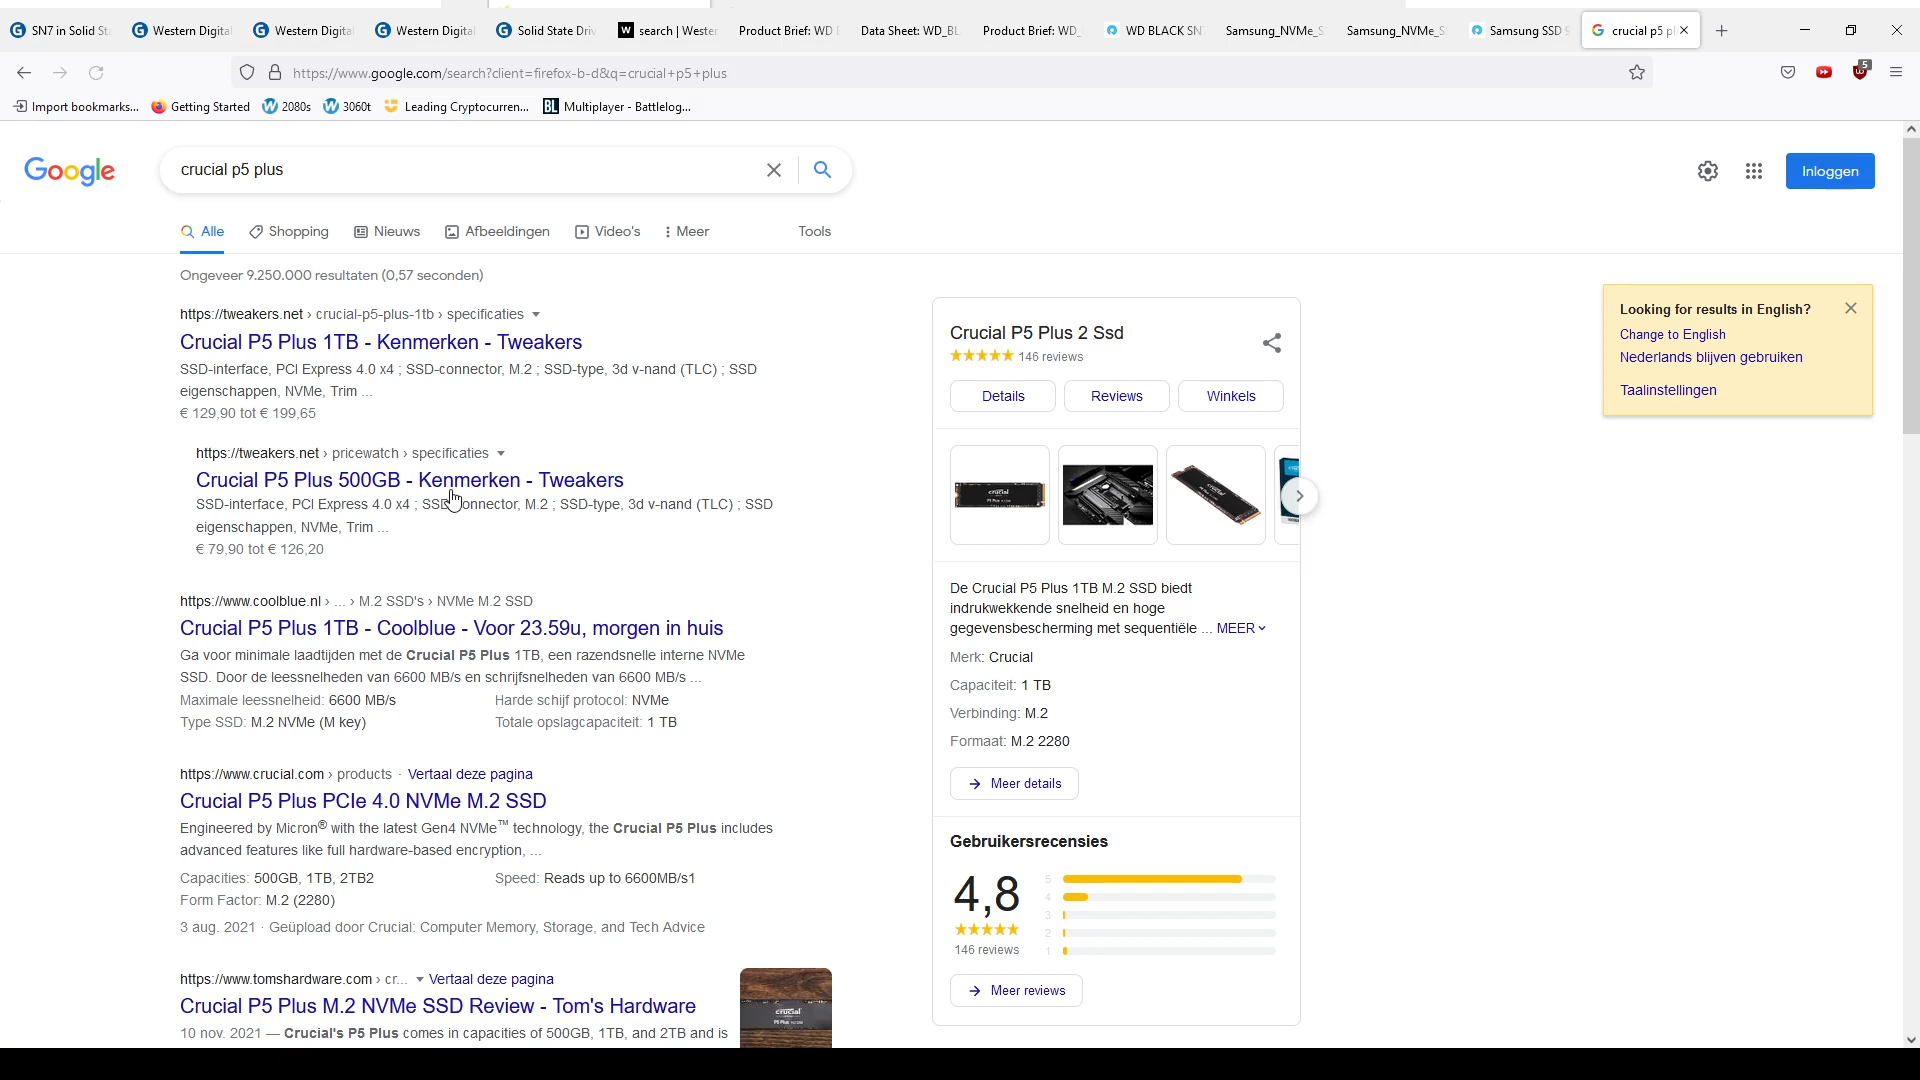 SN7 in Solid St
Western Digita
Western Digita
Western Digita
Solid State Driv
search | Wester
Product Brief: WD
Data Sheet: WD_BL
Product Brief: WD_
WD BLACK SN
Samsung_NVMe_S
Samsung_NVMe_S
Samsung SSD 9
crucial p5 pl
https://www.google.com/search?client=firefox-b-d&q=crucial+p5+plus
5
Import bookmarks...
Getting Started
2080s
3060t
Leading Cryptocurren...
BL
Multiplayer - Battlelog...
Google
crucial p5 plus
Inloggen
Alle
Shopping
Nieuws
Afbeeldingen
Video's
Meer
Tools
Ongeveer 9.250.000 resultaten (0,57 seconden)
https://tweakers.net › crucial-p5-plus-1tb › specificaties
Crucial P5 Plus 1TB - Kenmerken - Tweakers
SSD-interface, PCI Express 4.0 x4 ; SSD-connector, M.2 ; SSD-type, 3d v-nand (TLC) ; SSD
eigenschappen, NVMe, Trim ...
€ 129,90 tot € 199,65
https://tweakers.net › pricewatch › specificaties
Crucial P5 Plus 500GB - Kenmerken - Tweakers
SSD-interface, PCI Express 4.0 x4 ; SSD-connector, M.2 ; SSD-type, 3d v-nand (TLC) ; SSD
eigenschappen, NVMe, Trim ...
€ 79,90 tot € 126,20
https://www.coolblue.nl › ... › M.2 SSD's › NVMe M.2 SSD
Crucial P5 Plus 1TB - Coolblue - Voor 23.59u, morgen in huis
Ga voor minimale laadtijden met de Crucial P5 Plus 1TB, een razendsnelle interne NVMe
SSD. Door de leessnelheden van 6600 MB/s en schrijfsnelheden van 6600 MB/s ...
Maximale leessnelheid: 6600 MB/s
Harde schijf protocol: NVMe
Type SSD: M.2 NVMe (M key)
Totale opslagcapaciteit: 1 TB
https://www.crucial.com › products · Vertaal deze pagina
Crucial P5 Plus PCIe 4.0 NVMe M.2 SSD
Engineered by Micron® with the latest Gen4 NVMe™ technology, the Crucial P5 Plus includes
advanced features like full hardware-based encryption, ...
Capacities: 500GB, 1TB, 2TB2
Speed: Reads up to 6600MB/s1
Form Factor: M.2 (2280)
3 aug. 2021 · Geüpload door Crucial: Computer Memory, Storage, and Tech Advice
https://www.tomshardware.com › cr... Vertaal deze pagina
Crucial P5 Plus M.2 NVMe SSD Review - Tom's Hardware
10 nov. 2021 — Crucial's P5 Plus comes in capacities of 500GB, 1TB, and 2TB and is
crucial
Crucial P5 Plus 2 Ssd
146 reviews
Details
Reviews
Winkels
crucial
De Crucial P5 Plus 1TB M.2 SSD biedt
indrukwekkende snelheid en hoge
gegevensbescherming met sequentiële ... MEER
Merk: Crucial
Capaciteit: 1 TB
Verbinding: M.2
Formaat: M.2 2280
Meer details
Gebruikersrecensies
4,8
146 reviews
5
4
3
2
1
Meer reviews
Looking for results in English?
Change to English
Nederlands blijven gebruiken
Taalinstellingen